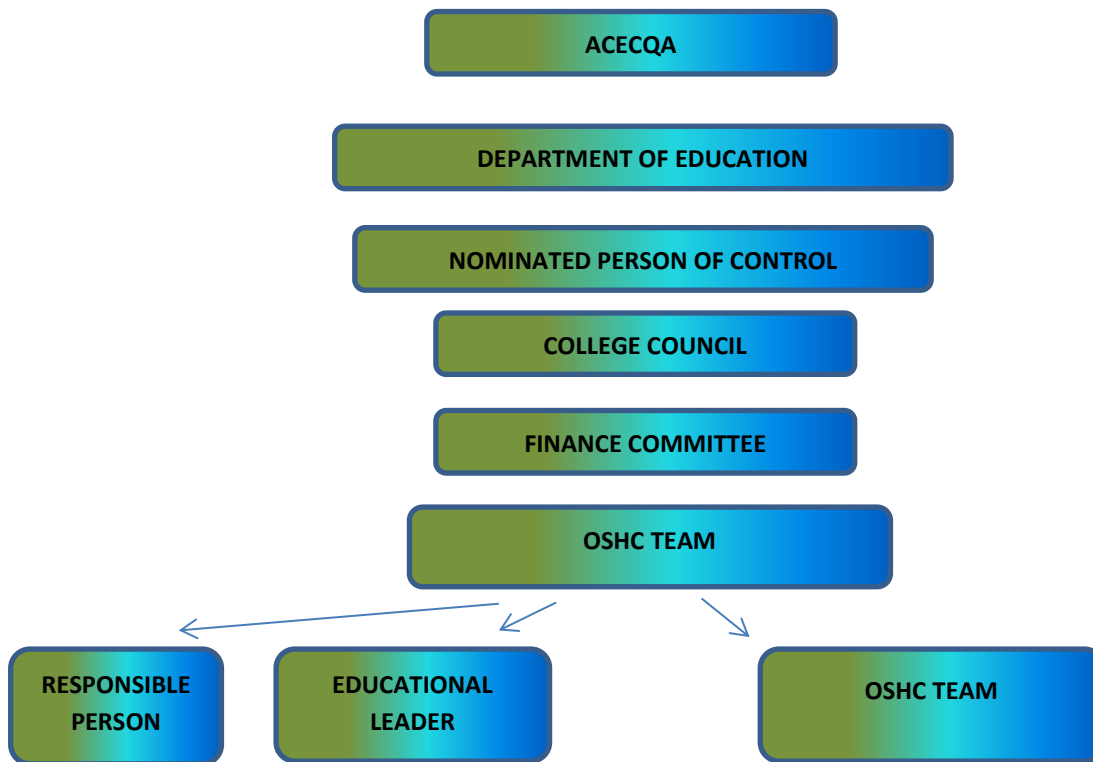 ACECQA
DEPARTMENT OF EDUCATION
NOMINATED PERSON OF CONTROL
COLLEGE COUNCIL
FINANCE COMMITTEE
OSHC TEAM
RESPONSIBLE
PERSON
EDUCATIONAL
LEADER
OSHC TEAM